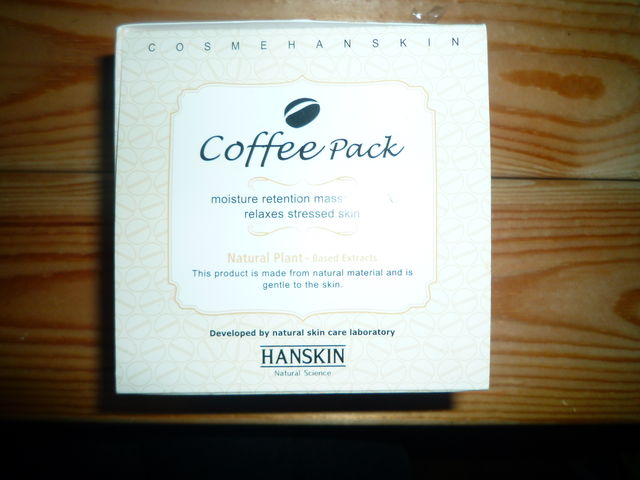 COSMEHANSKIN
Coffee Pack
moisture retention
relaxes stressed skin
Natural Plant - Based Extracts
This product is made from natural material and is
gentle to the skin.
Developed by natural skin care laboratory
HANSKIN
Natural Science